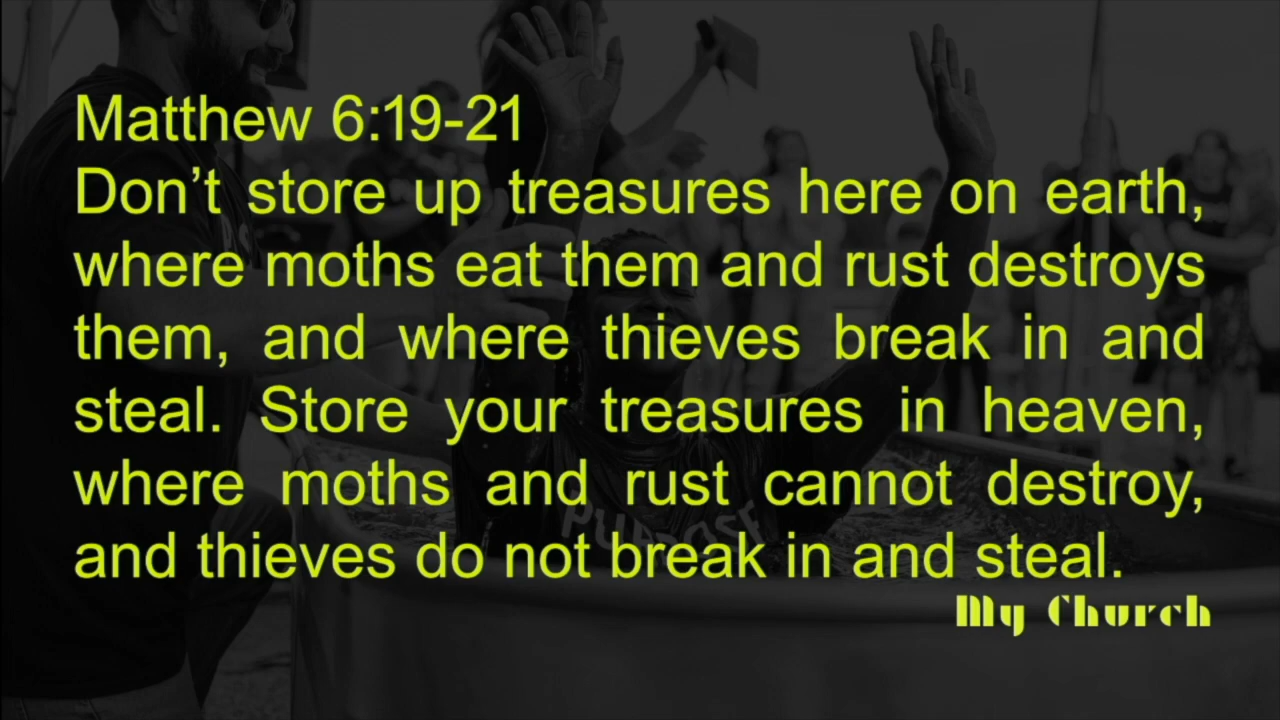 Matthew 6:19-21
Don’t store up treasures here on earth,
where moths eat them and rust destroys
them, and where thieves break in and
steal. Store your treasures in heaven,
where moths and rust cannot destroy,
and thieves do not break in and steal.
My Church
PURPOSE